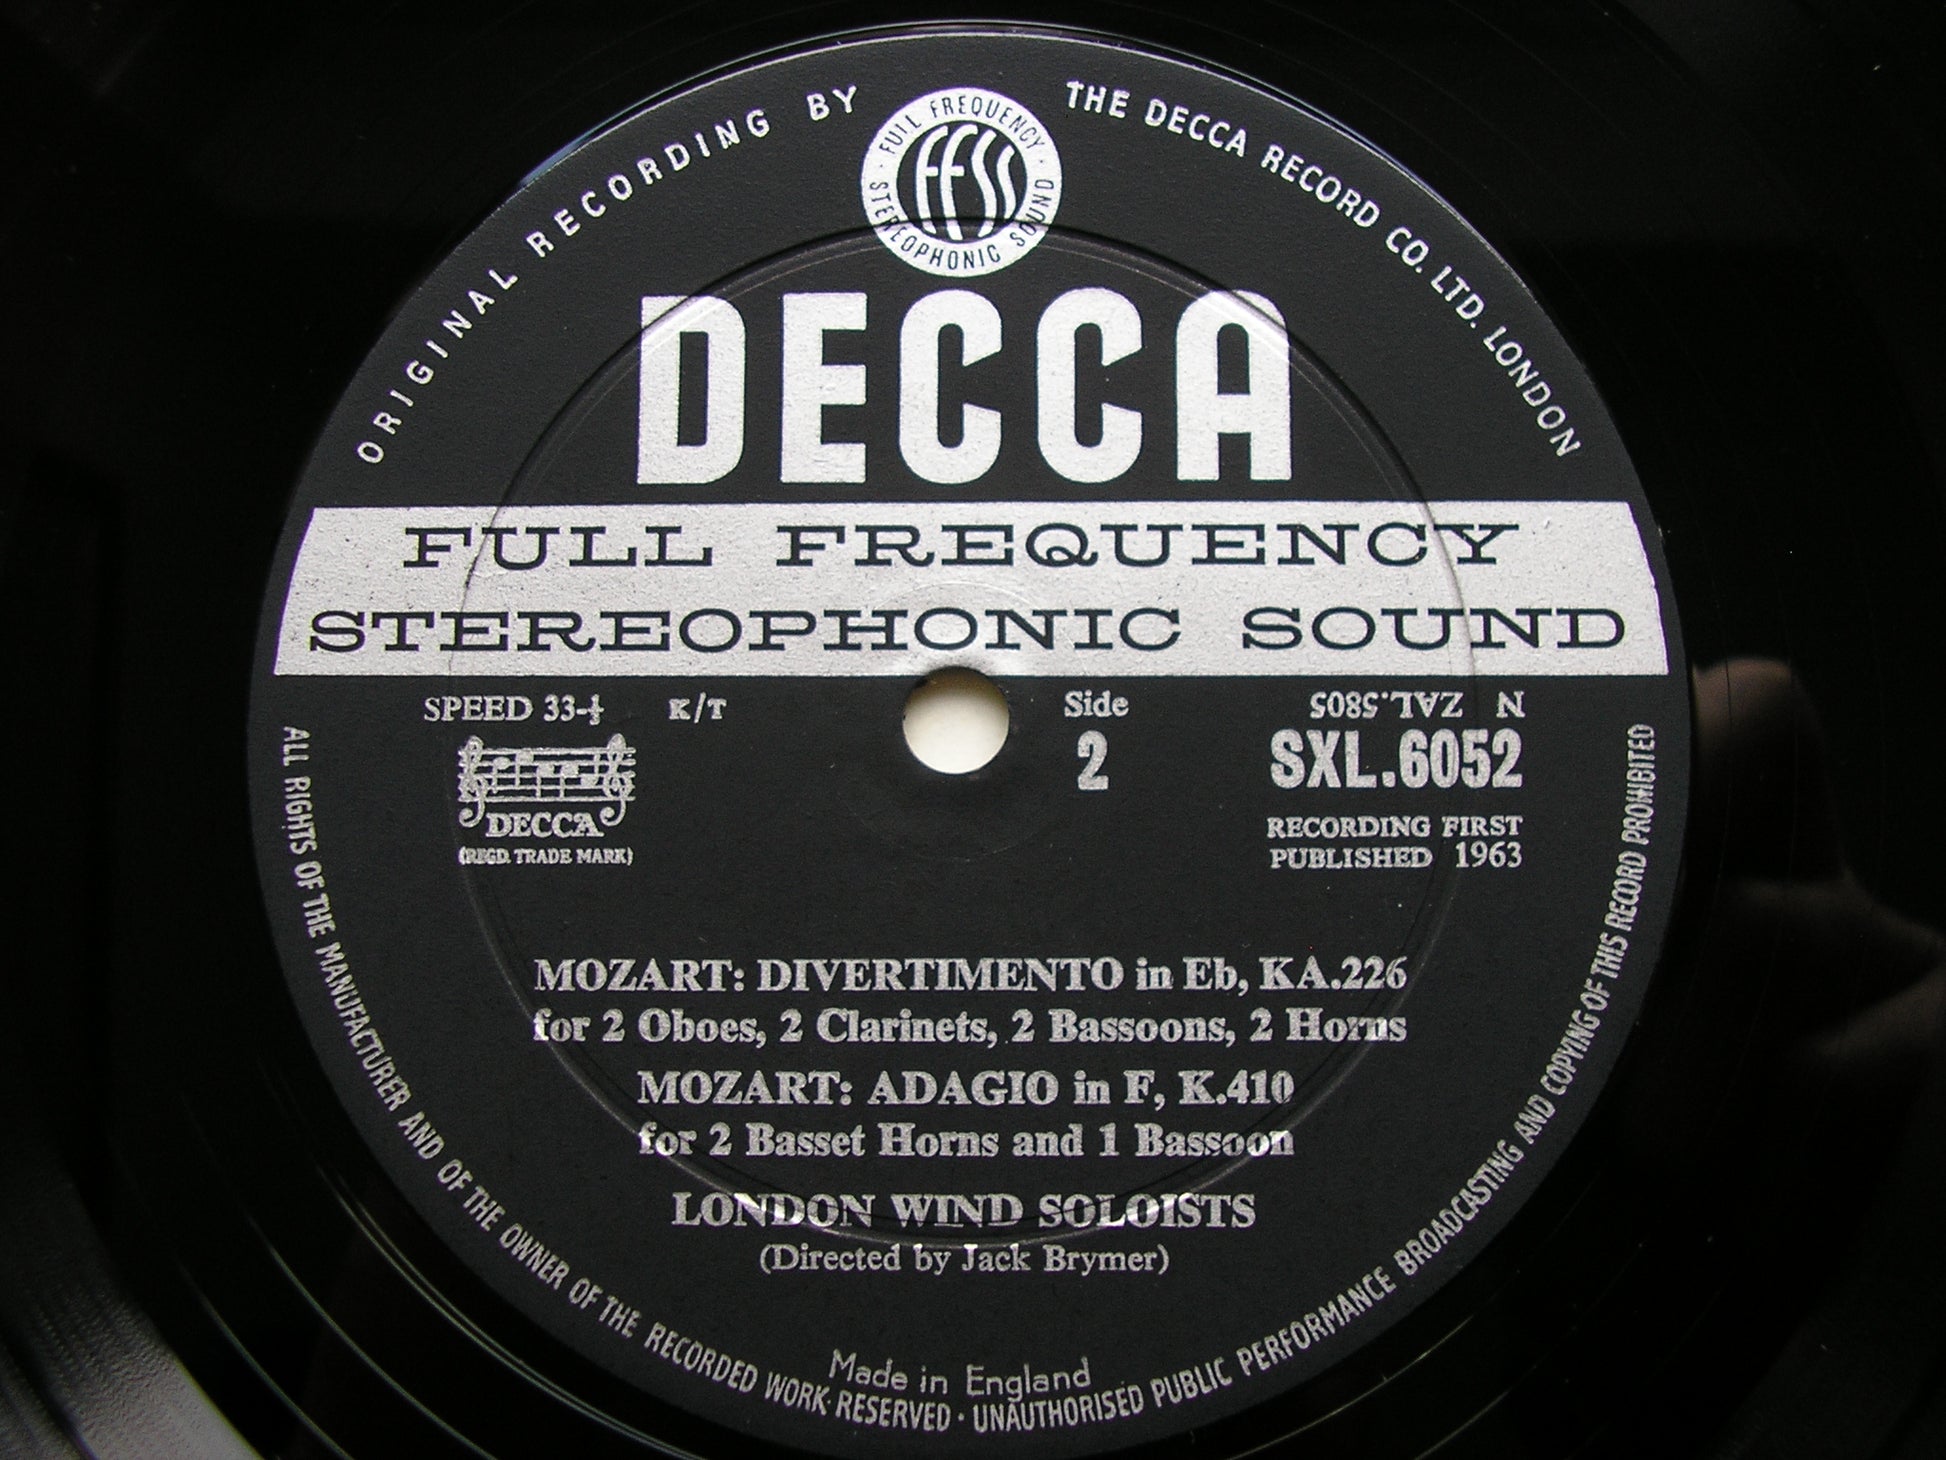 ORIGINAL RECORDING BY
THE DECCA RECORD CO. LTD. LONDON
FULL FREQUENCY
STEREOPHONIC SOUND
FFSS
DECCA
FULL FREQUENCY
STEREOPHONIC SOUND
SPEED 33-⅓ K/T
Side
2
N ZAL.5805
SXL.6052
DECCA
(REGD. TRADE MARK)
RECORDING FIRST
PUBLISHED 1963
MOZART: DIVERTIMENTO in Eb, KA.226
for 2 Oboes, 2 Clarinets, 2 Bassoons, 2 Horns
MOZART: ADAGIO in F, K.410
for 2 Basset Horns and 1 Bassoon
LONDON WIND SOLOISTS
(Directed by Jack Brymer)
Made in England
ALL RIGHTS OF THE MANUFACTURER AND OF THE OWNER OF THE RECORDED WORK·RESERVED · UNAUTHORISED PUBLIC PERFORMANCE BROADCASTING AND COPYING OF THIS RECORD PROHIBITED